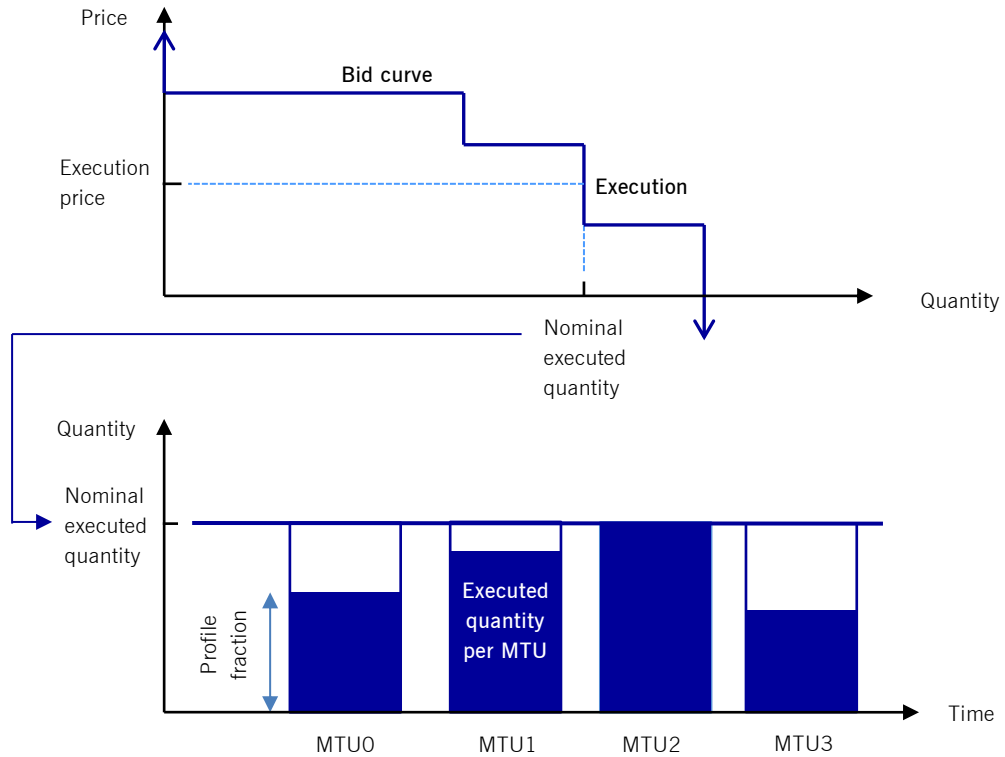 Price
Bid curve
Execution
price
Execution
Quantity
Nominal
executed
quantity
Quantity
Nominal
executed
quantity
Profile
fraction
Executed
quantity
per MTU
Time
MTU0
MTU1
MTU2
MTU3